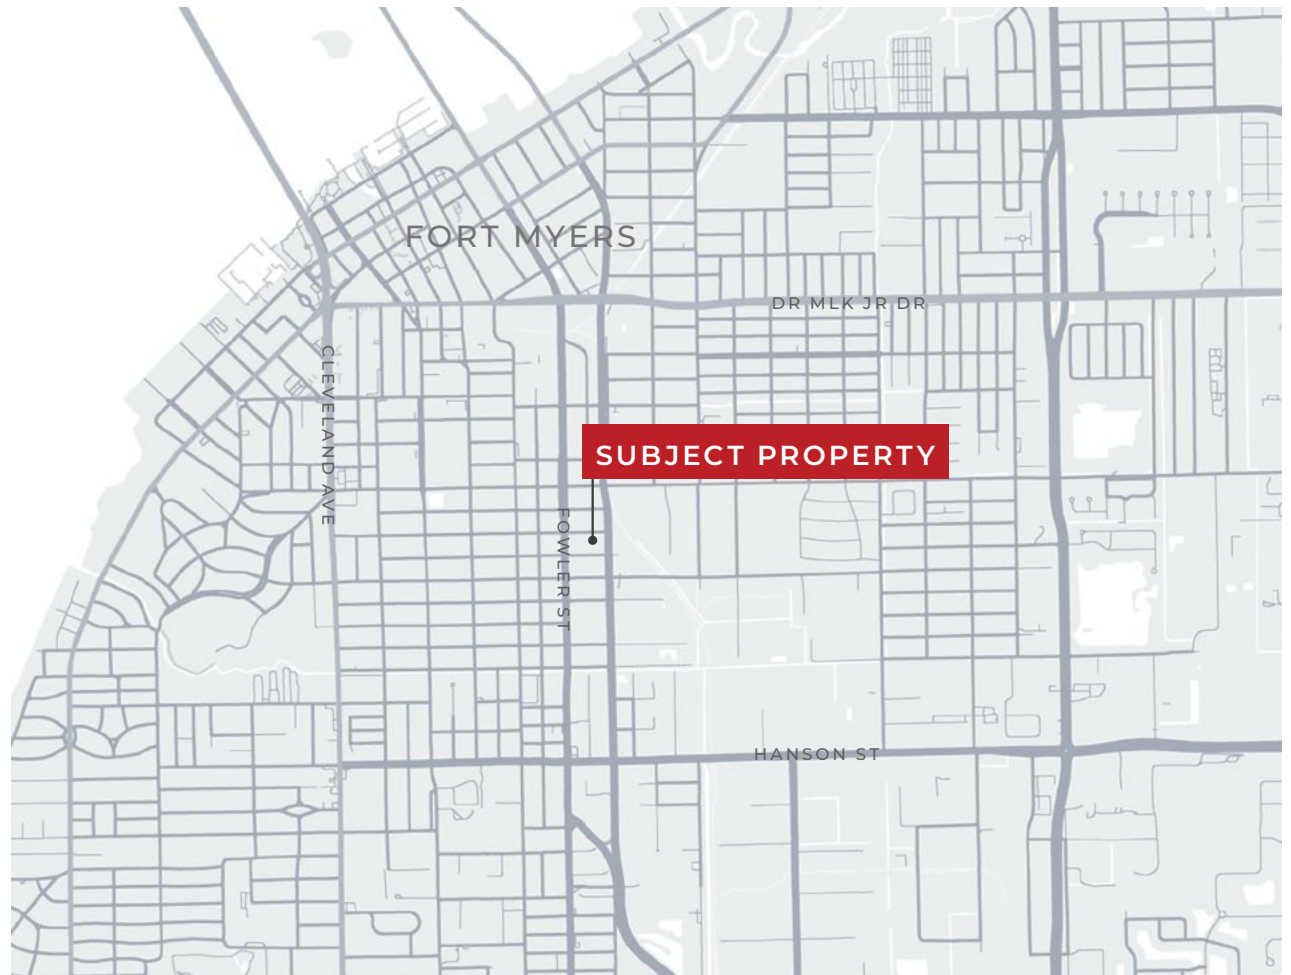 FORT MYERS
DR MLK JR DR
CLEVELAND AVE
SUBJECT PROPERTY
FOWLER ST
HANSON ST